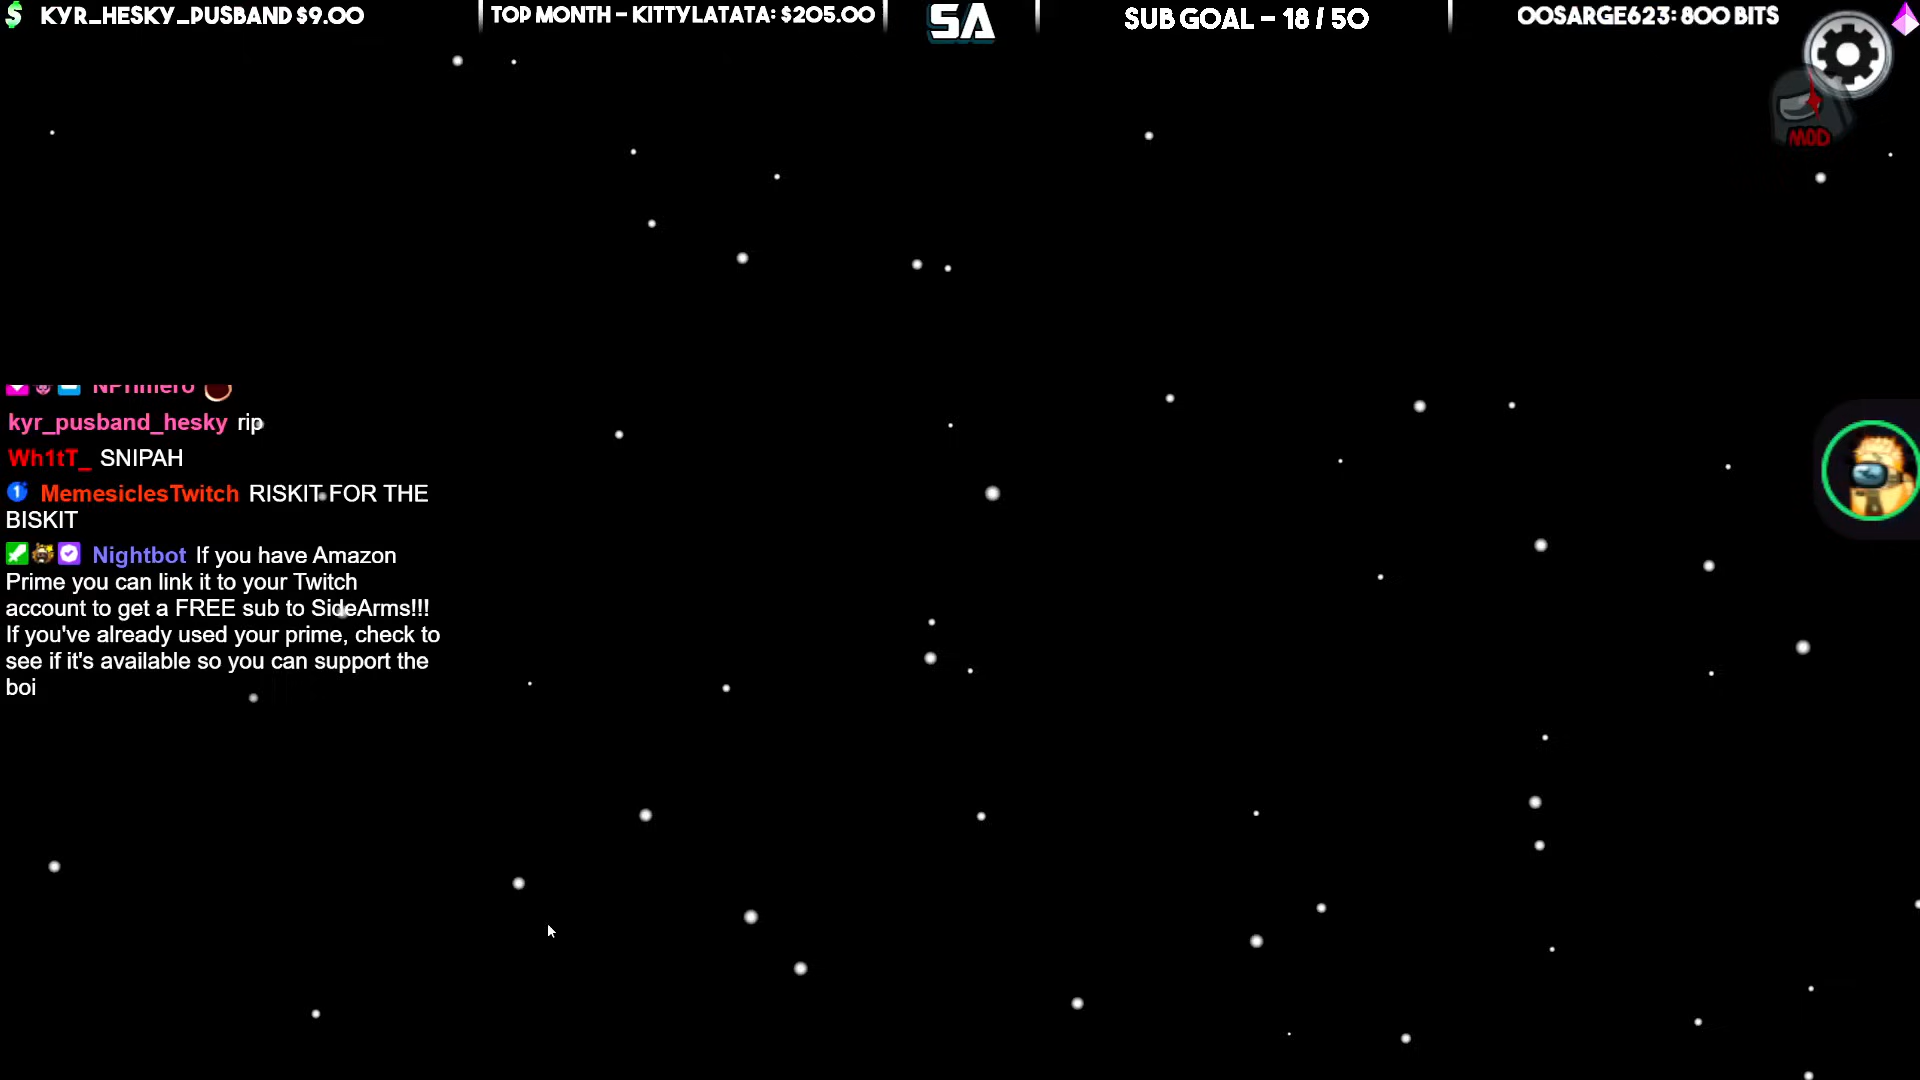 $ KYR_HESKY_PUSBAND $9.00
TOP MONTH - KITTYLATATA: $205.00
SA
SUB GOAL - 18 / 50
OOSARGE623: 800 BITS
MOD
NPrimero
kyr_pusband_hesky rip
Wh1tT_ SNIPAH
1 MemesiclesTwitch RISKIT FOR THE
BISKIT
Nightbot If you have Amazon
Prime you can link it to your Twitch
account to get a FREE sub to SideArms!!!
If you've already used your prime, check to
see if it's available so you can support the
boi